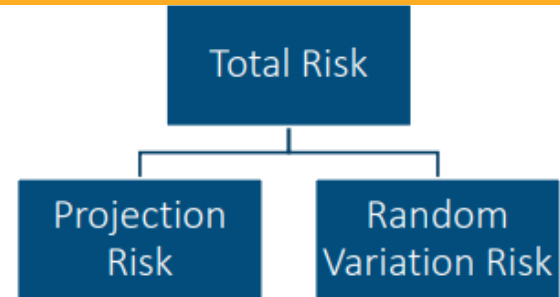 Total Risk
Projection
Risk
Random
Variation Risk